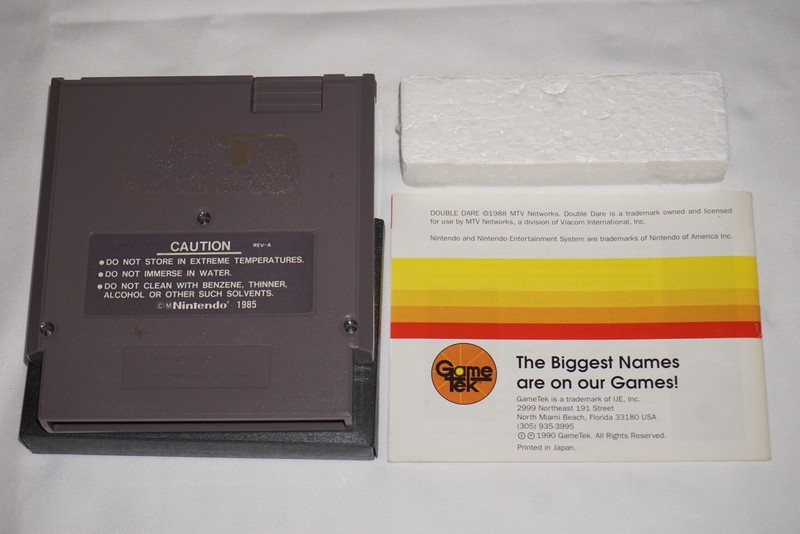 CAUTION REV-A
● DO NOT STORE IN EXTREME TEMPERATURES.
● DO NOT IMMERSE IN WATER.
● DO NOT CLEAN WITH BENZENE, THINNER,
ALCOHOL OR OTHER SUCH SOLVENTS.
Nintendo® 1985
DOUBLE DARE ©1988 MTV Networks. Double Dare is a trademark owned and licensed
for use by MTV Networks, a division of Viacom International, Inc.
Nintendo and Nintendo Entertainment System are trademarks of Nintendo of America Inc.
Game
Tek
The Biggest Names
are on our Games!
GameTek is a trademark of IJE, Inc.
2999 Northeast 191 Street
North Miami Beach, Florida 33180 USA
(305) 935-3995
© ℗ 1990 GameTek. All Rights Reserved.
Printed in Japan.